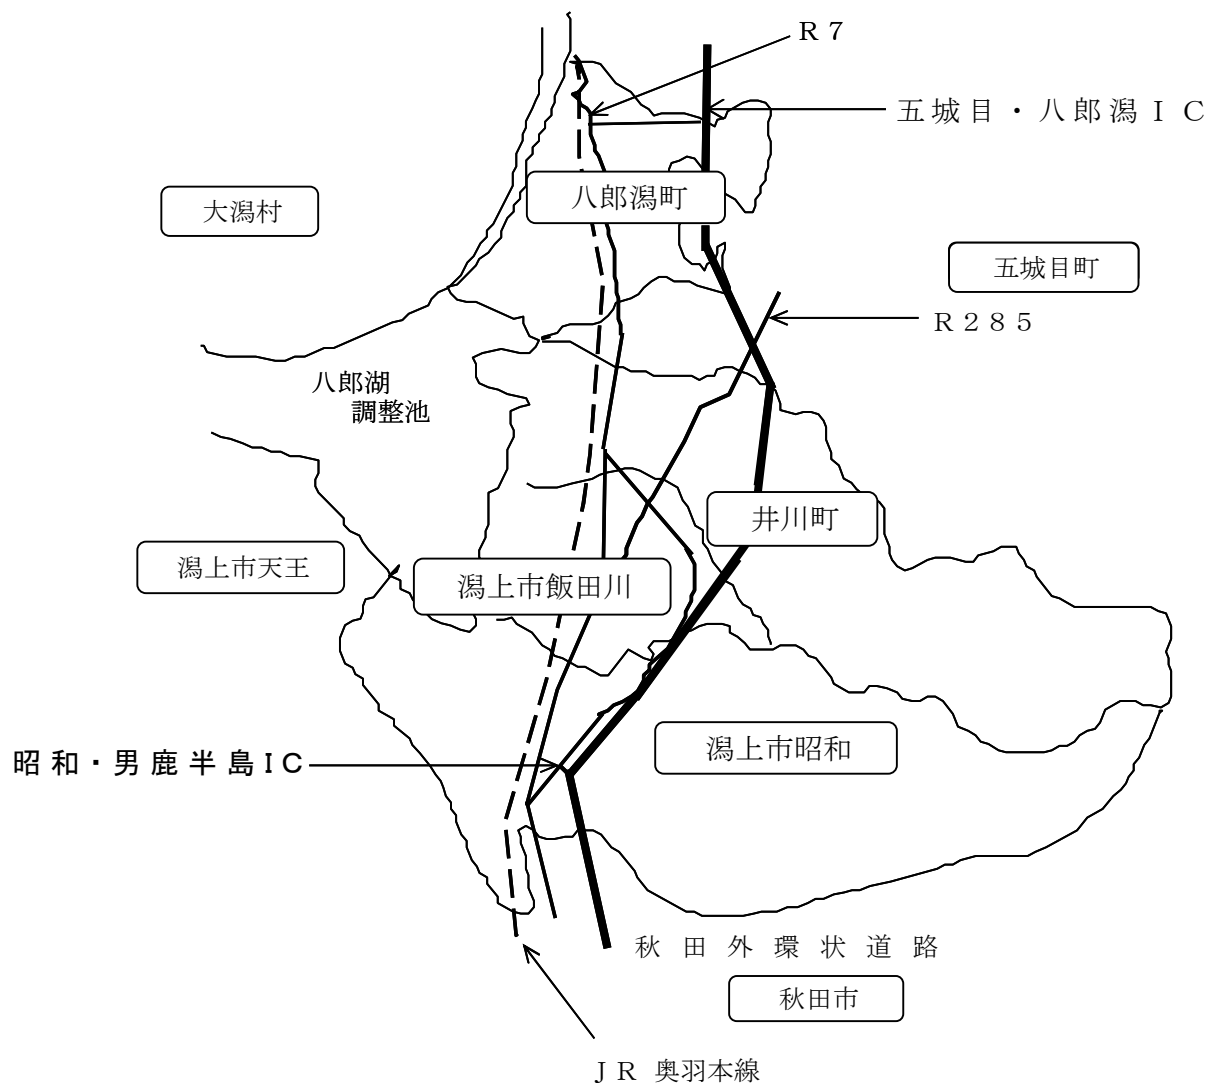 R7
五城目・八郎潟IC
八郎潟町
大潟村
五城目町
R285
八郎湖
調整池
井川町
潟上市天王
潟上市飯田川
潟上市昭和
昭和・男鹿半島IC
秋田外環状道路
秋田市
JR 奥羽本線